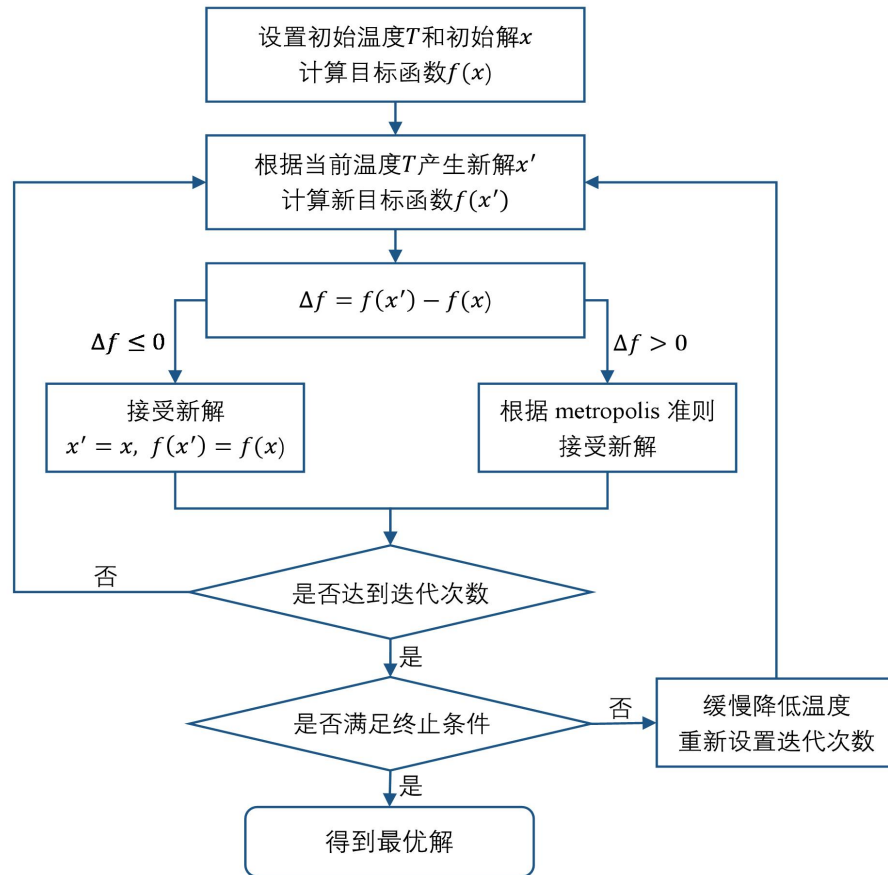 设置初始温度T和初始解x
计算目标函数f(x)
根据当前温度T产生新解x′
计算新目标函数f(x′)
Δf = f(x′) − f(x)
Δf ≤ 0
Δf > 0
接受新解
x′ = x, f(x′) = f(x)
根据 metropolis 准则
接受新解
否
是否达到迭代次数
是
是否满足终止条件
否
缓慢降低温度
重新设置迭代次数
是
得到最优解